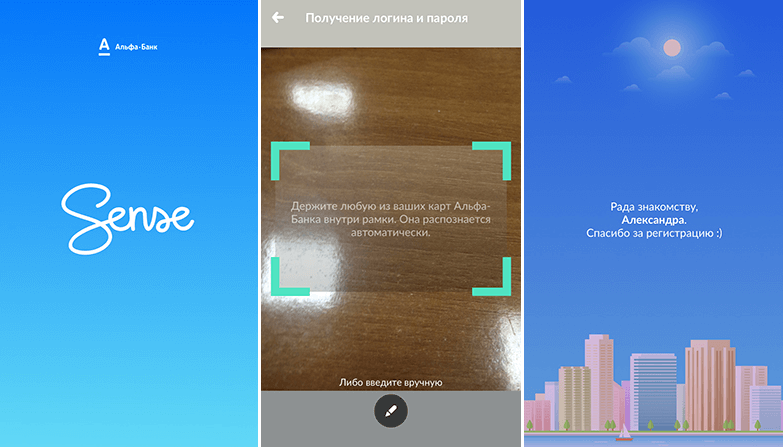 А
Альфа·Банк
Sense
Получение логина и пароля
Держите любую из ваших карт Альфа-
Банка внутри рамки. Она распознается
автоматически.
Либо введите вручную
Рада знакомству,
Александра.
Спасибо за регистрацию :)